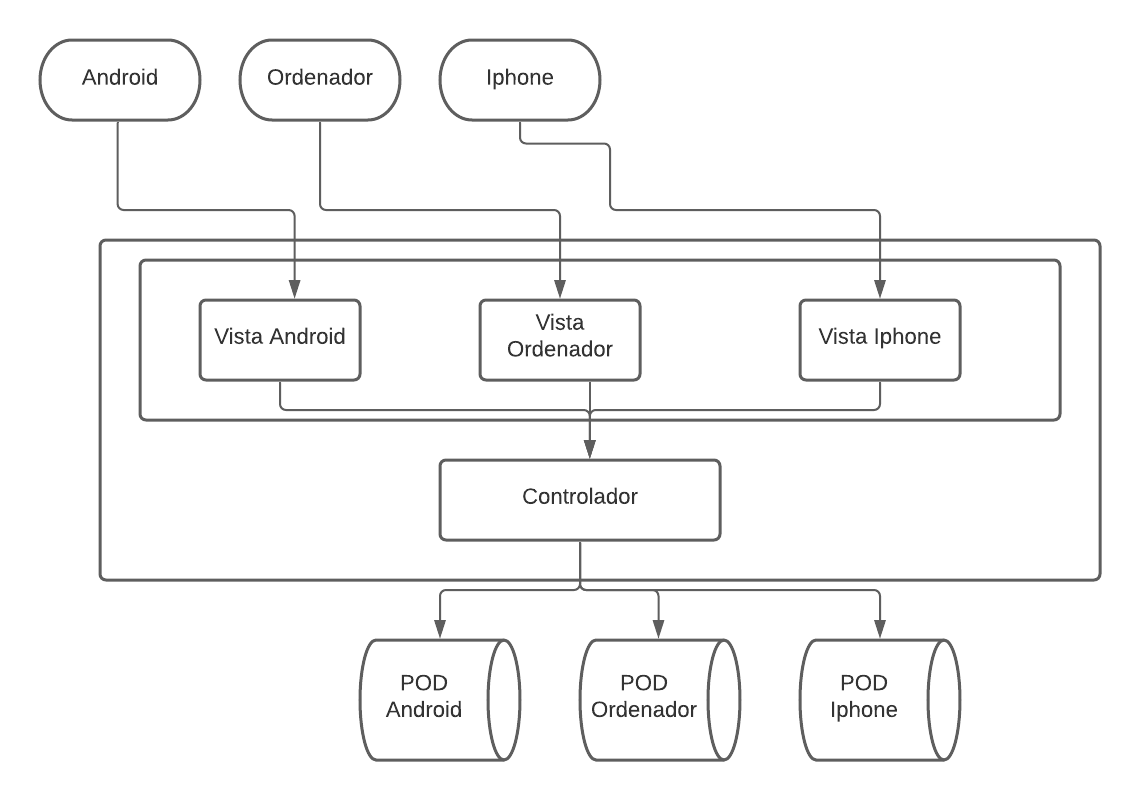 Android
Ordenador
Iphone
Vista Android
Vista
Ordenador
Vista Iphone
Controlador
POD
Android
POD
Ordenador
POD
Iphone